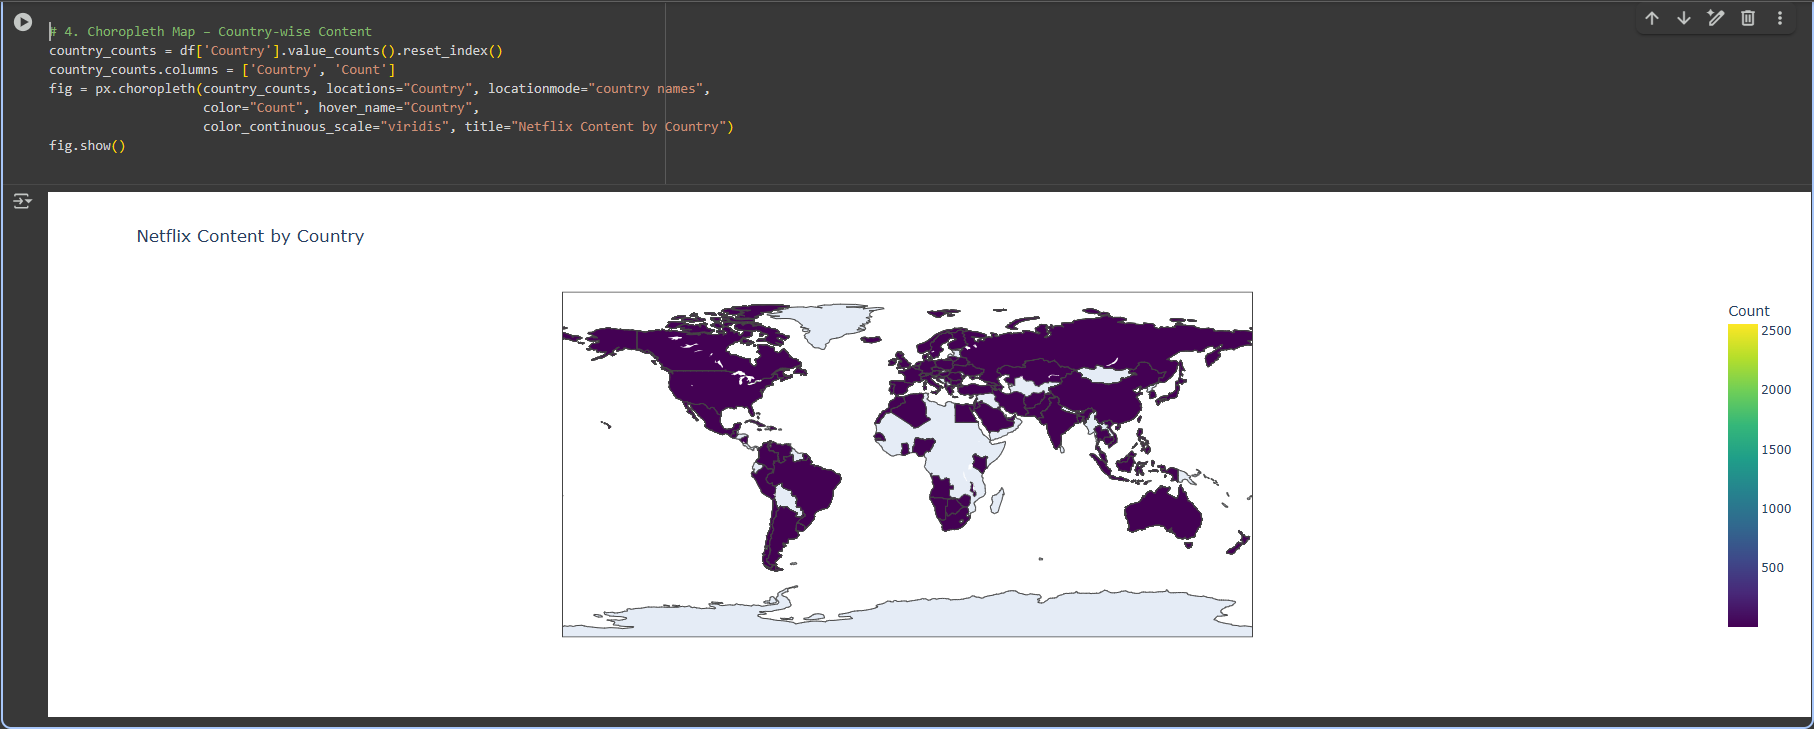 # 4. Choropleth Map – Country-wise Content
country_counts = df['Country'].value_counts().reset_index()
country_counts.columns = ['Country', 'Count']
fig = px.choropleth(country_counts, locations="Country", locationmode="country names",
                    color="Count", hover_name="Country",
                    color_continuous_scale="viridis", title="Netflix Content by Country")
fig.show()
Netflix Content by Country
Count
2500
2000
1500
1000
500